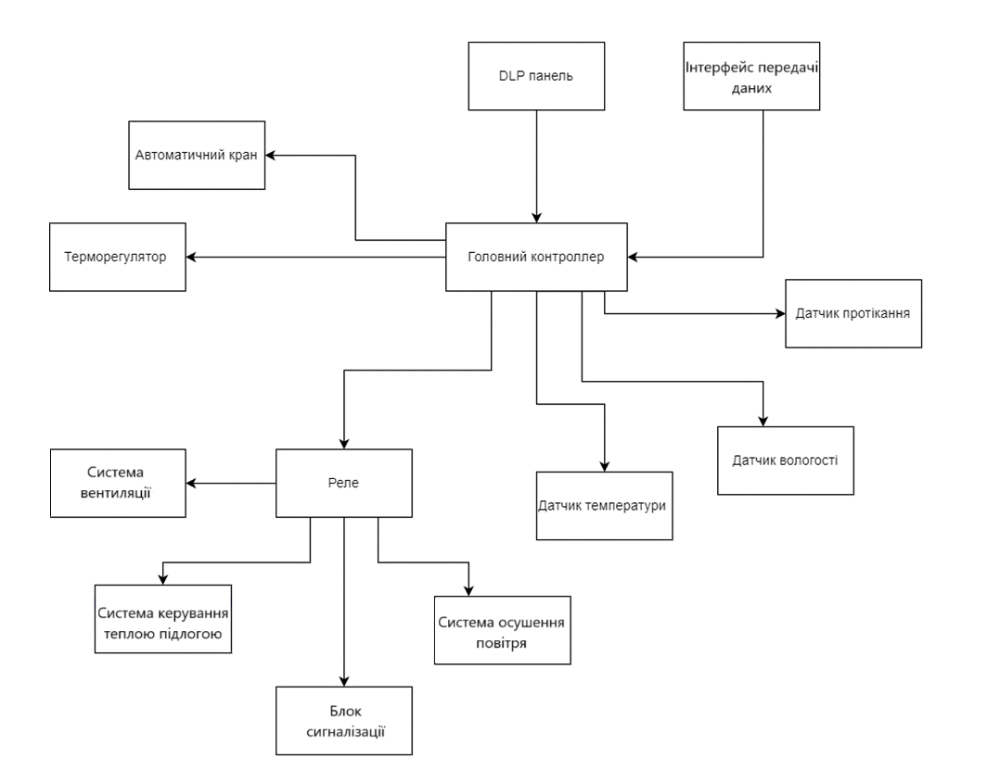 DLP панель
Інтерфейс передачі
даних
Автоматичний кран
Терморегулятор
Головний контроллер
Датчик протікання
Датчик вологості
Система
вентиляції
Реле
Датчик температури
Система керування
теплою підлогою
Система осушення
повітря
Блок
сигналізації